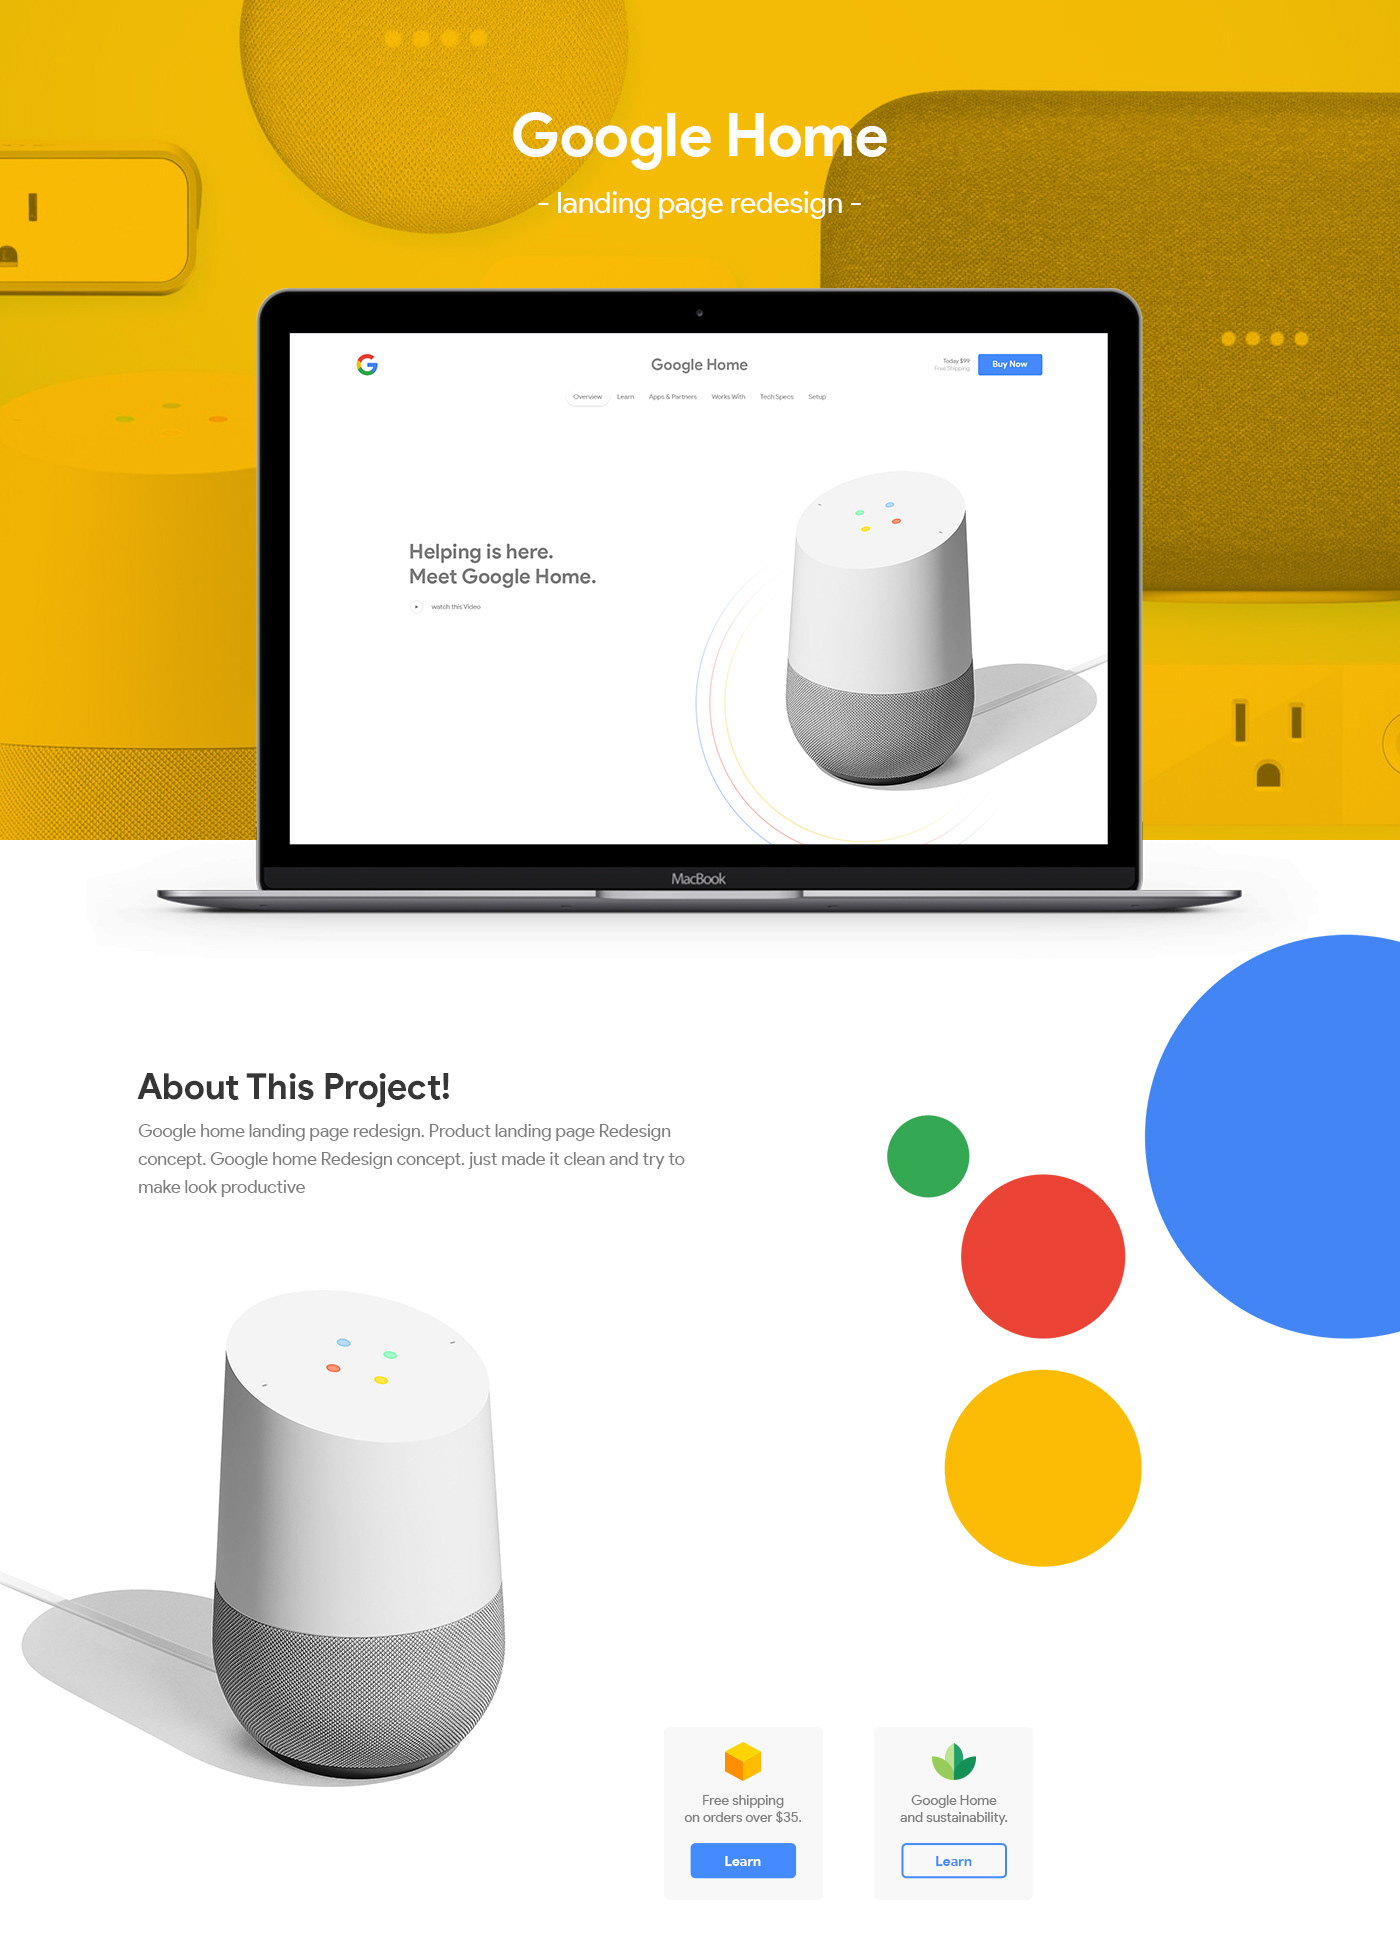 Google Home
- landing page redesign -
Google Home
Today $99
Free Shipping
Buy Now
Overview
Learn
Apps & Partners
Works With
Tech Specs
Setup
Helping is here.
Meet Google Home.
watch this Video
MacBook
About This Project!
Google home landing page redesign. Product landing page Redesign
concept. Google home Redesign concept. just made it clean and try to
make look productive
Free shipping
on orders over $35.
Learn
Google Home
and sustainability.
Learn